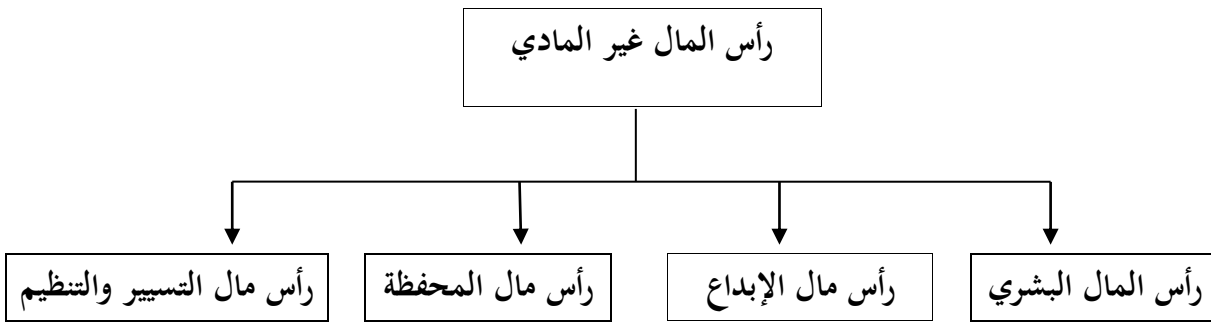 رأس المال غير المادي
رأس المال البشري
رأس مال الإبداع
رأس مال المحفظة
رأس مال التسيير والتنظيم